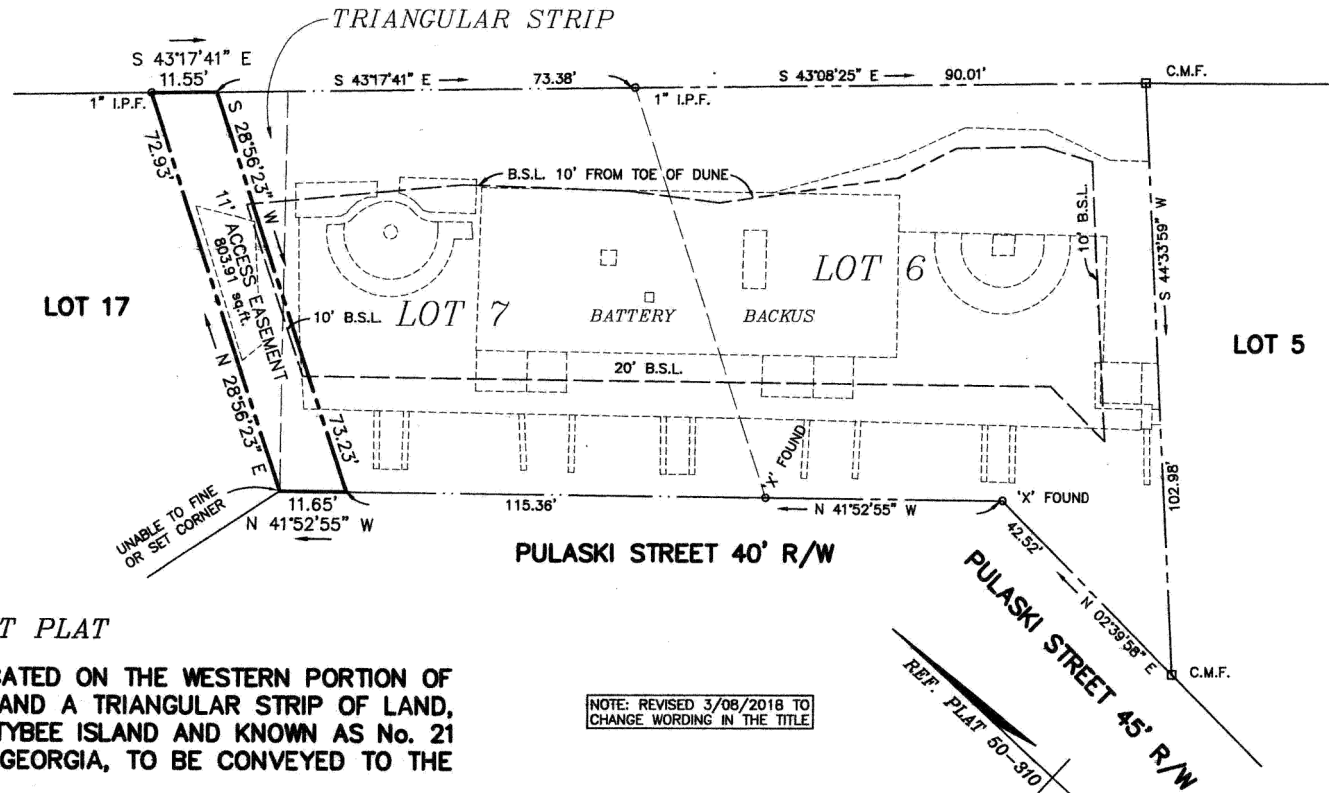 TRIANGULAR STRIP
S 43°17'41" E
11.55'
S 43°17'41" E
73.38'
S 43°08'25" E
90.01'
C.M.F.
1" I.P.F.
1" I.P.F.
72.93'
S 28°56'23" W
B.S.L. 10' FROM TOE OF DUNE
10' B.S.L.
S 44°33'59" W
11' ACCESS EASEMENT
803.91 sq.ft.
LOT 17
10' B.S.L.
LOT 7
LOT 6
BATTERY
BACKUS
LOT 5
20' B.S.L.
N 28°56'23" E
73.23'
'X' FOUND
102.98'
UNABLE TO FINE
OR SET CORNER
11.65'
N 41°52'55" W
115.36'
N 41°52'55" W
'X' FOUND
42.52'
PULASKI STREET 40' R/W
N 02°39'58" E
PULASKI STREET 45' R/W
C.M.F.
T PLAT
CATED ON THE WESTERN PORTION OF
AND A TRIANGULAR STRIP OF LAND,
TYBEE ISLAND AND KNOWN AS No. 21
GEORGIA, TO BE CONVEYED TO THE
NOTE: REVISED 3/08/2018 TO
CHANGE WORDING IN THE TITLE
REF. PLAT 50-310